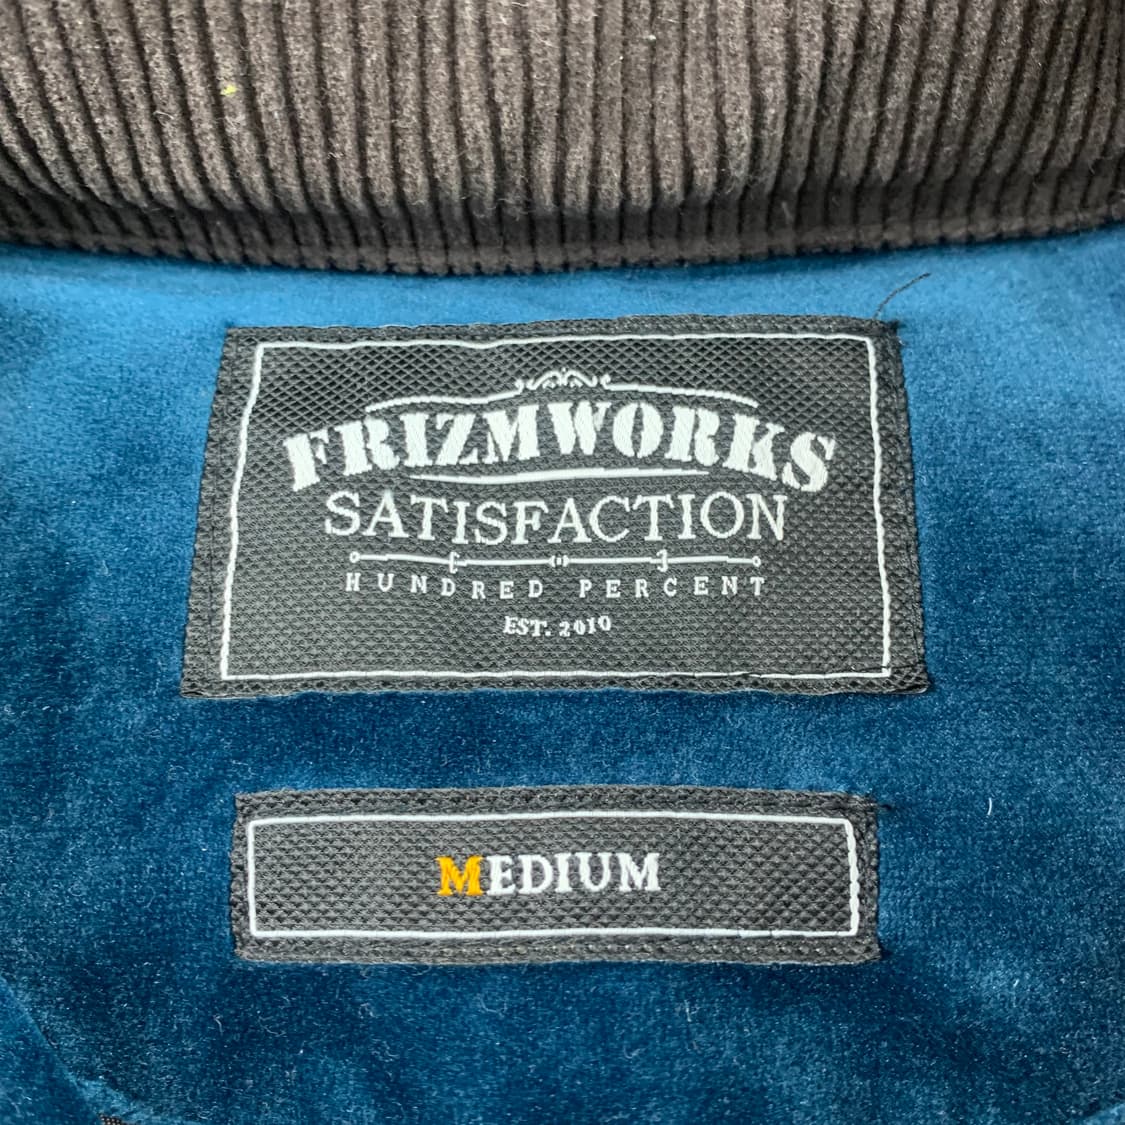 FRIZMWORKS
SATISFACTION
HUNDRED PERCENT
EST. 2010
MEDIUM